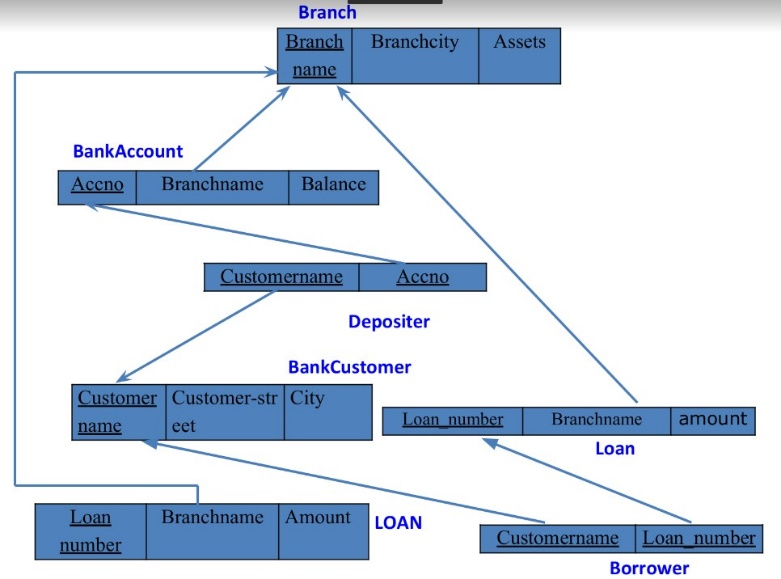 Branch
Branch Branchcity Assets
name
BankAccount
Accno Branchname Balance
Customername Accno
Depositer
BankCustomer
Customer Customer-str City
name eet
Loan_number Branchname amount
Loan
Loan Branchname Amount
number
LOAN
Customername Loan_number
Borrower